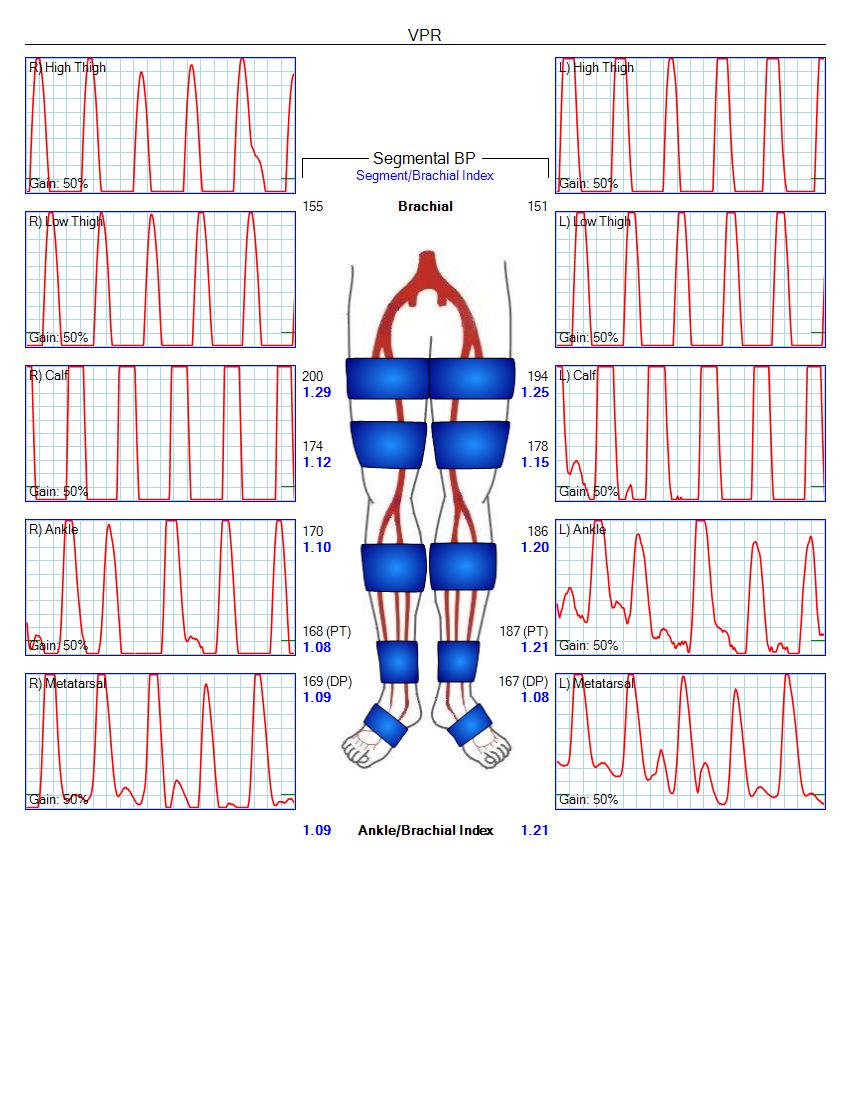 VPR
R) High Thigh
Gain: 50%
L) High Thigh
Gain: 50%
Segmental BP
Segment/Brachial Index
155 Brachial 151
R) Low Thigh
Gain: 50%
L) Low Thigh
Gain: 50%
200 194
1.29 1.25
R) Calf
Gain: 50%
L) Calf
Gain: 50%
174 178
1.12 1.15
R) Ankle
Gain: 50%
L) Ankle
Gain: 50%
170 186
1.10 1.20
168 (PT) 187 (PT)
1.08 1.21
R) Metatarsal
Gain: 50%
L) Metatarsal
Gain: 50%
169 (DP) 167 (DP)
1.09 1.08
1.09 Ankle/Brachial Index 1.21